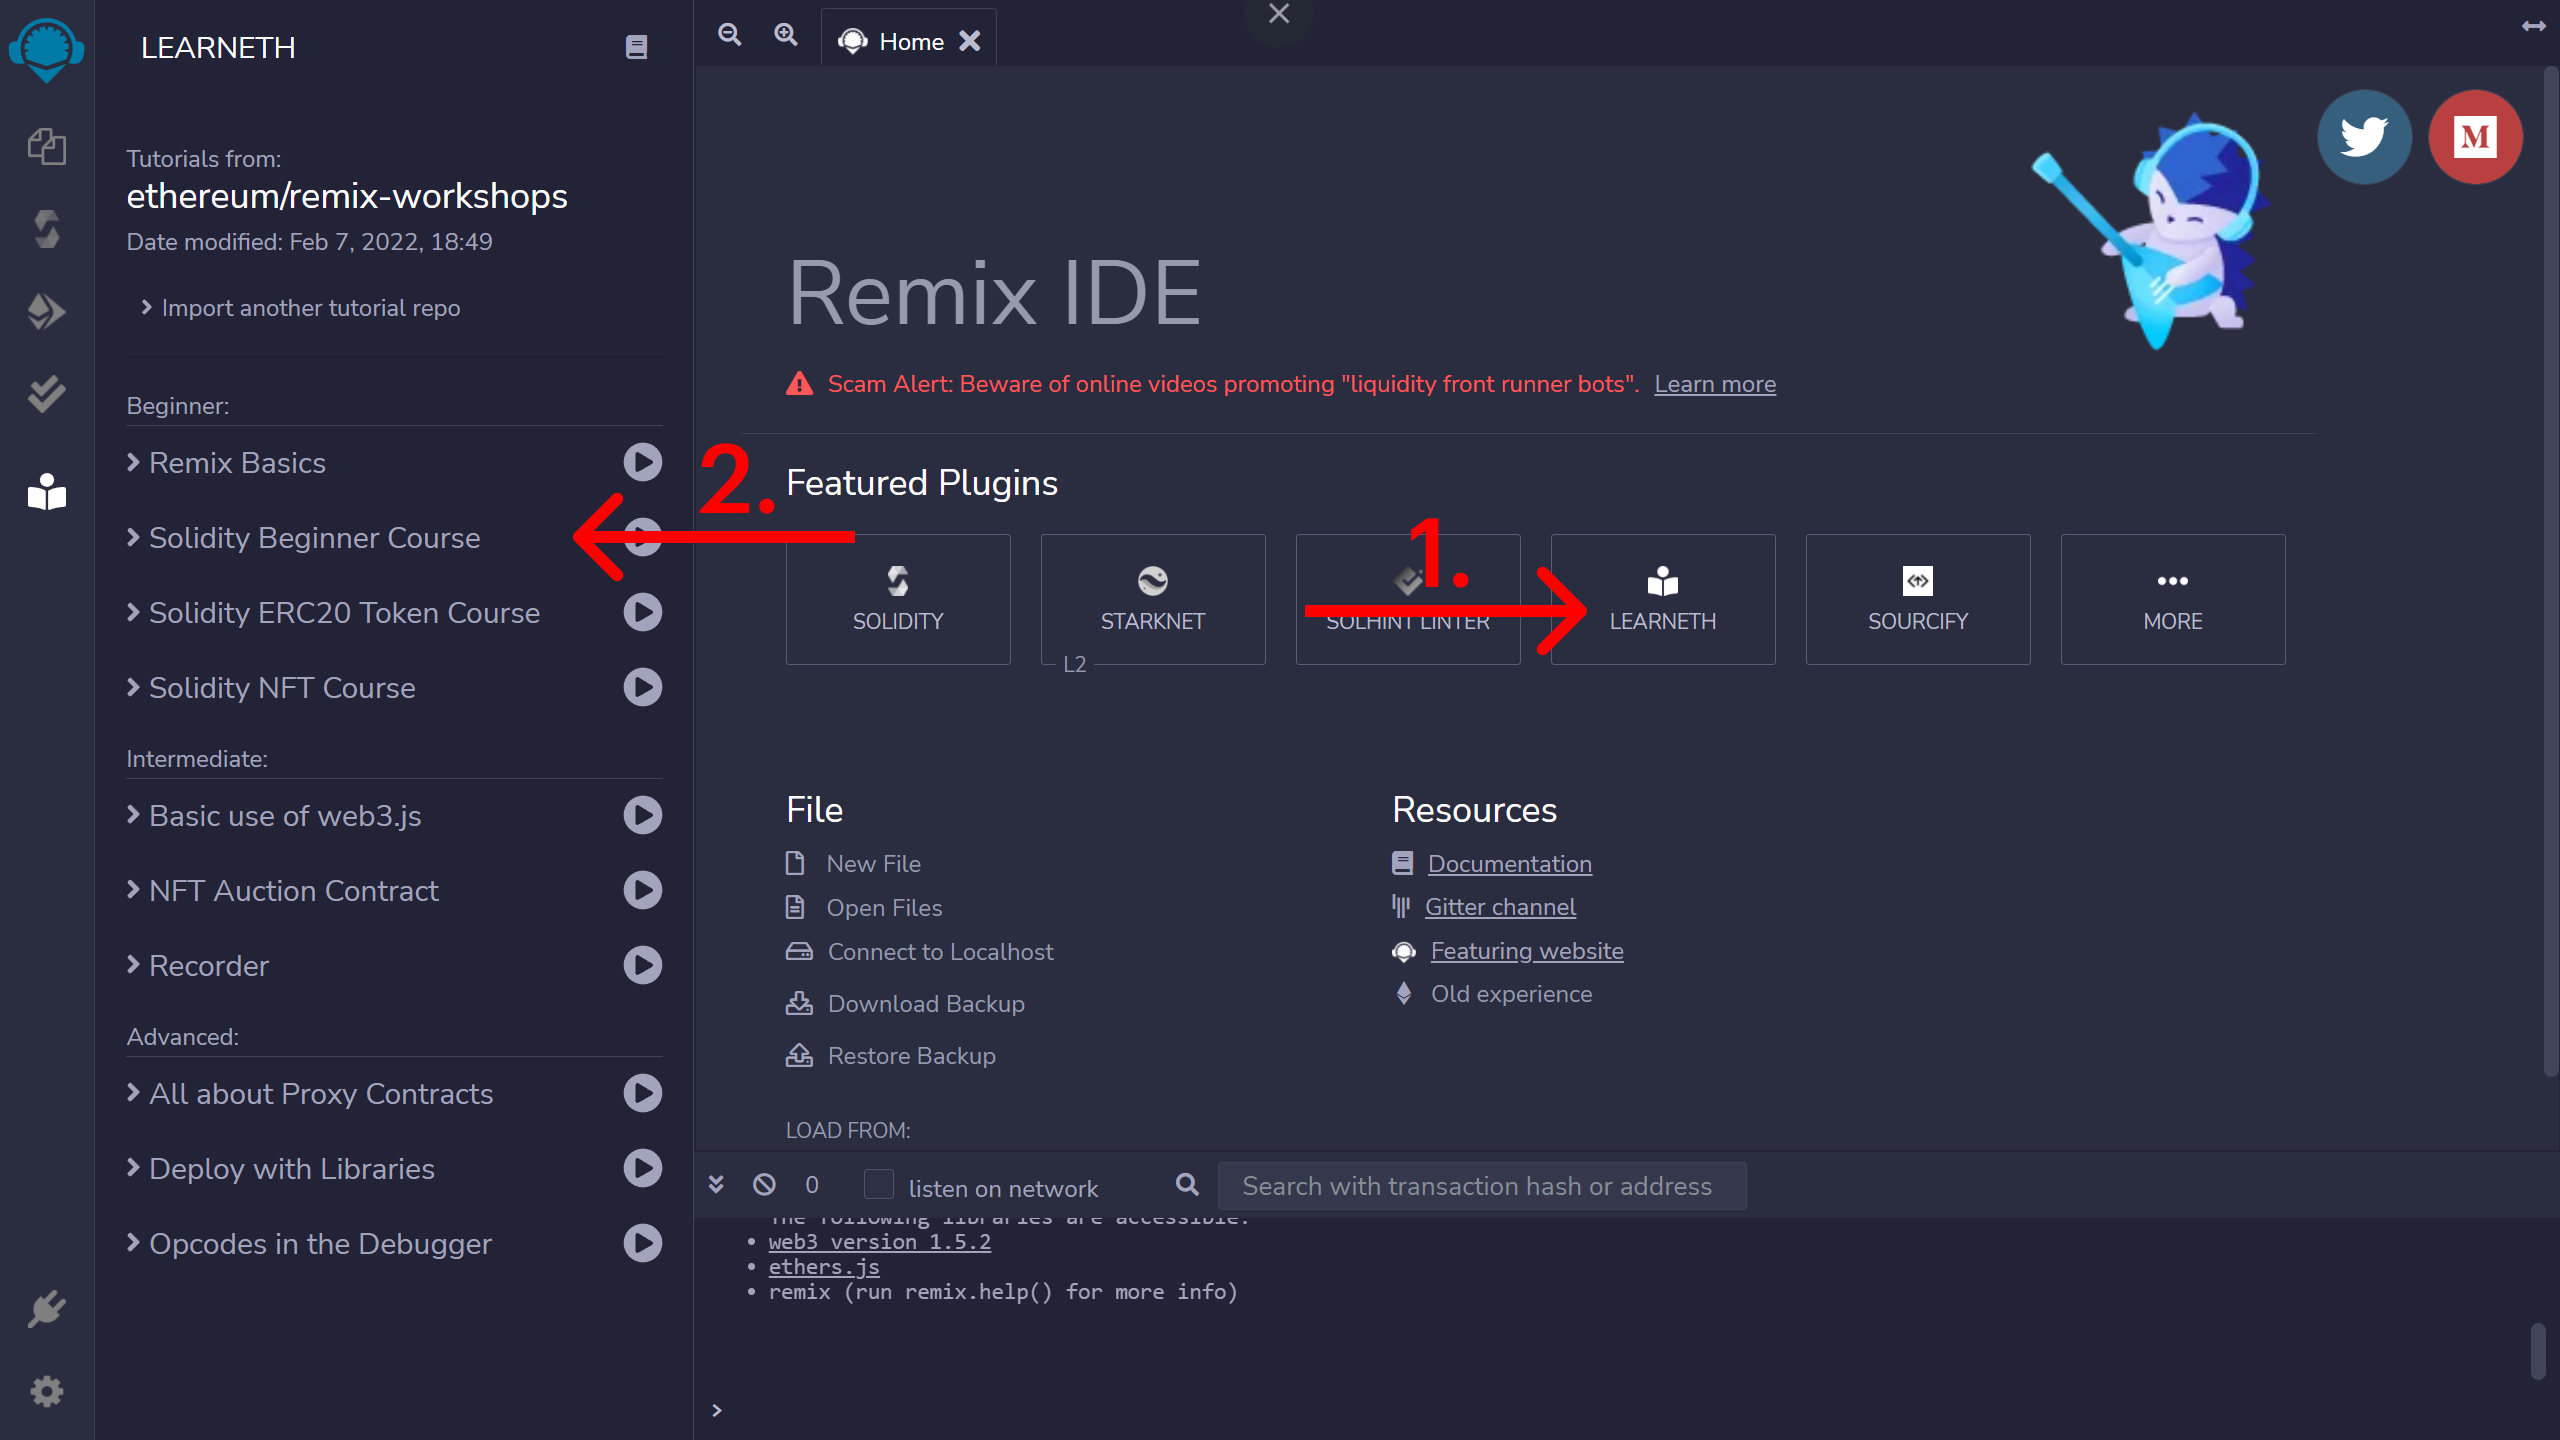 LEARNETH
Tutorials from:
ethereum/remix-workshops
Date modified: Feb 7, 2022, 18:49
Import another tutorial repo
Beginner:
Remix Basics
Solidity Beginner Course
Solidity ERC20 Token Course
Solidity NFT Course
Intermediate:
Basic use of web3.js
NFT Auction Contract
Recorder
Advanced:
All about Proxy Contracts
Deploy with Libraries
Opcodes in the Debugger
Home
Remix IDE
Scam Alert: Beware of online videos promoting "liquidity front runner bots". Learn more
2.
Featured Plugins
1.
SOLIDITY
STARKNET
L2
SOLHINT LINTER
LEARNETH
SOURCIFY
MORE
File
New File
Open Files
Connect to Localhost
Download Backup
Restore Backup
LOAD FROM:
Resources
Documentation
Gitter channel
Featuring website
Old experience
M
0 listen on network Search with transaction hash or address
The following libraries are accessible:
• web3 version 1.5.2
• ethers.js
• remix (run remix.help() for more info)
>